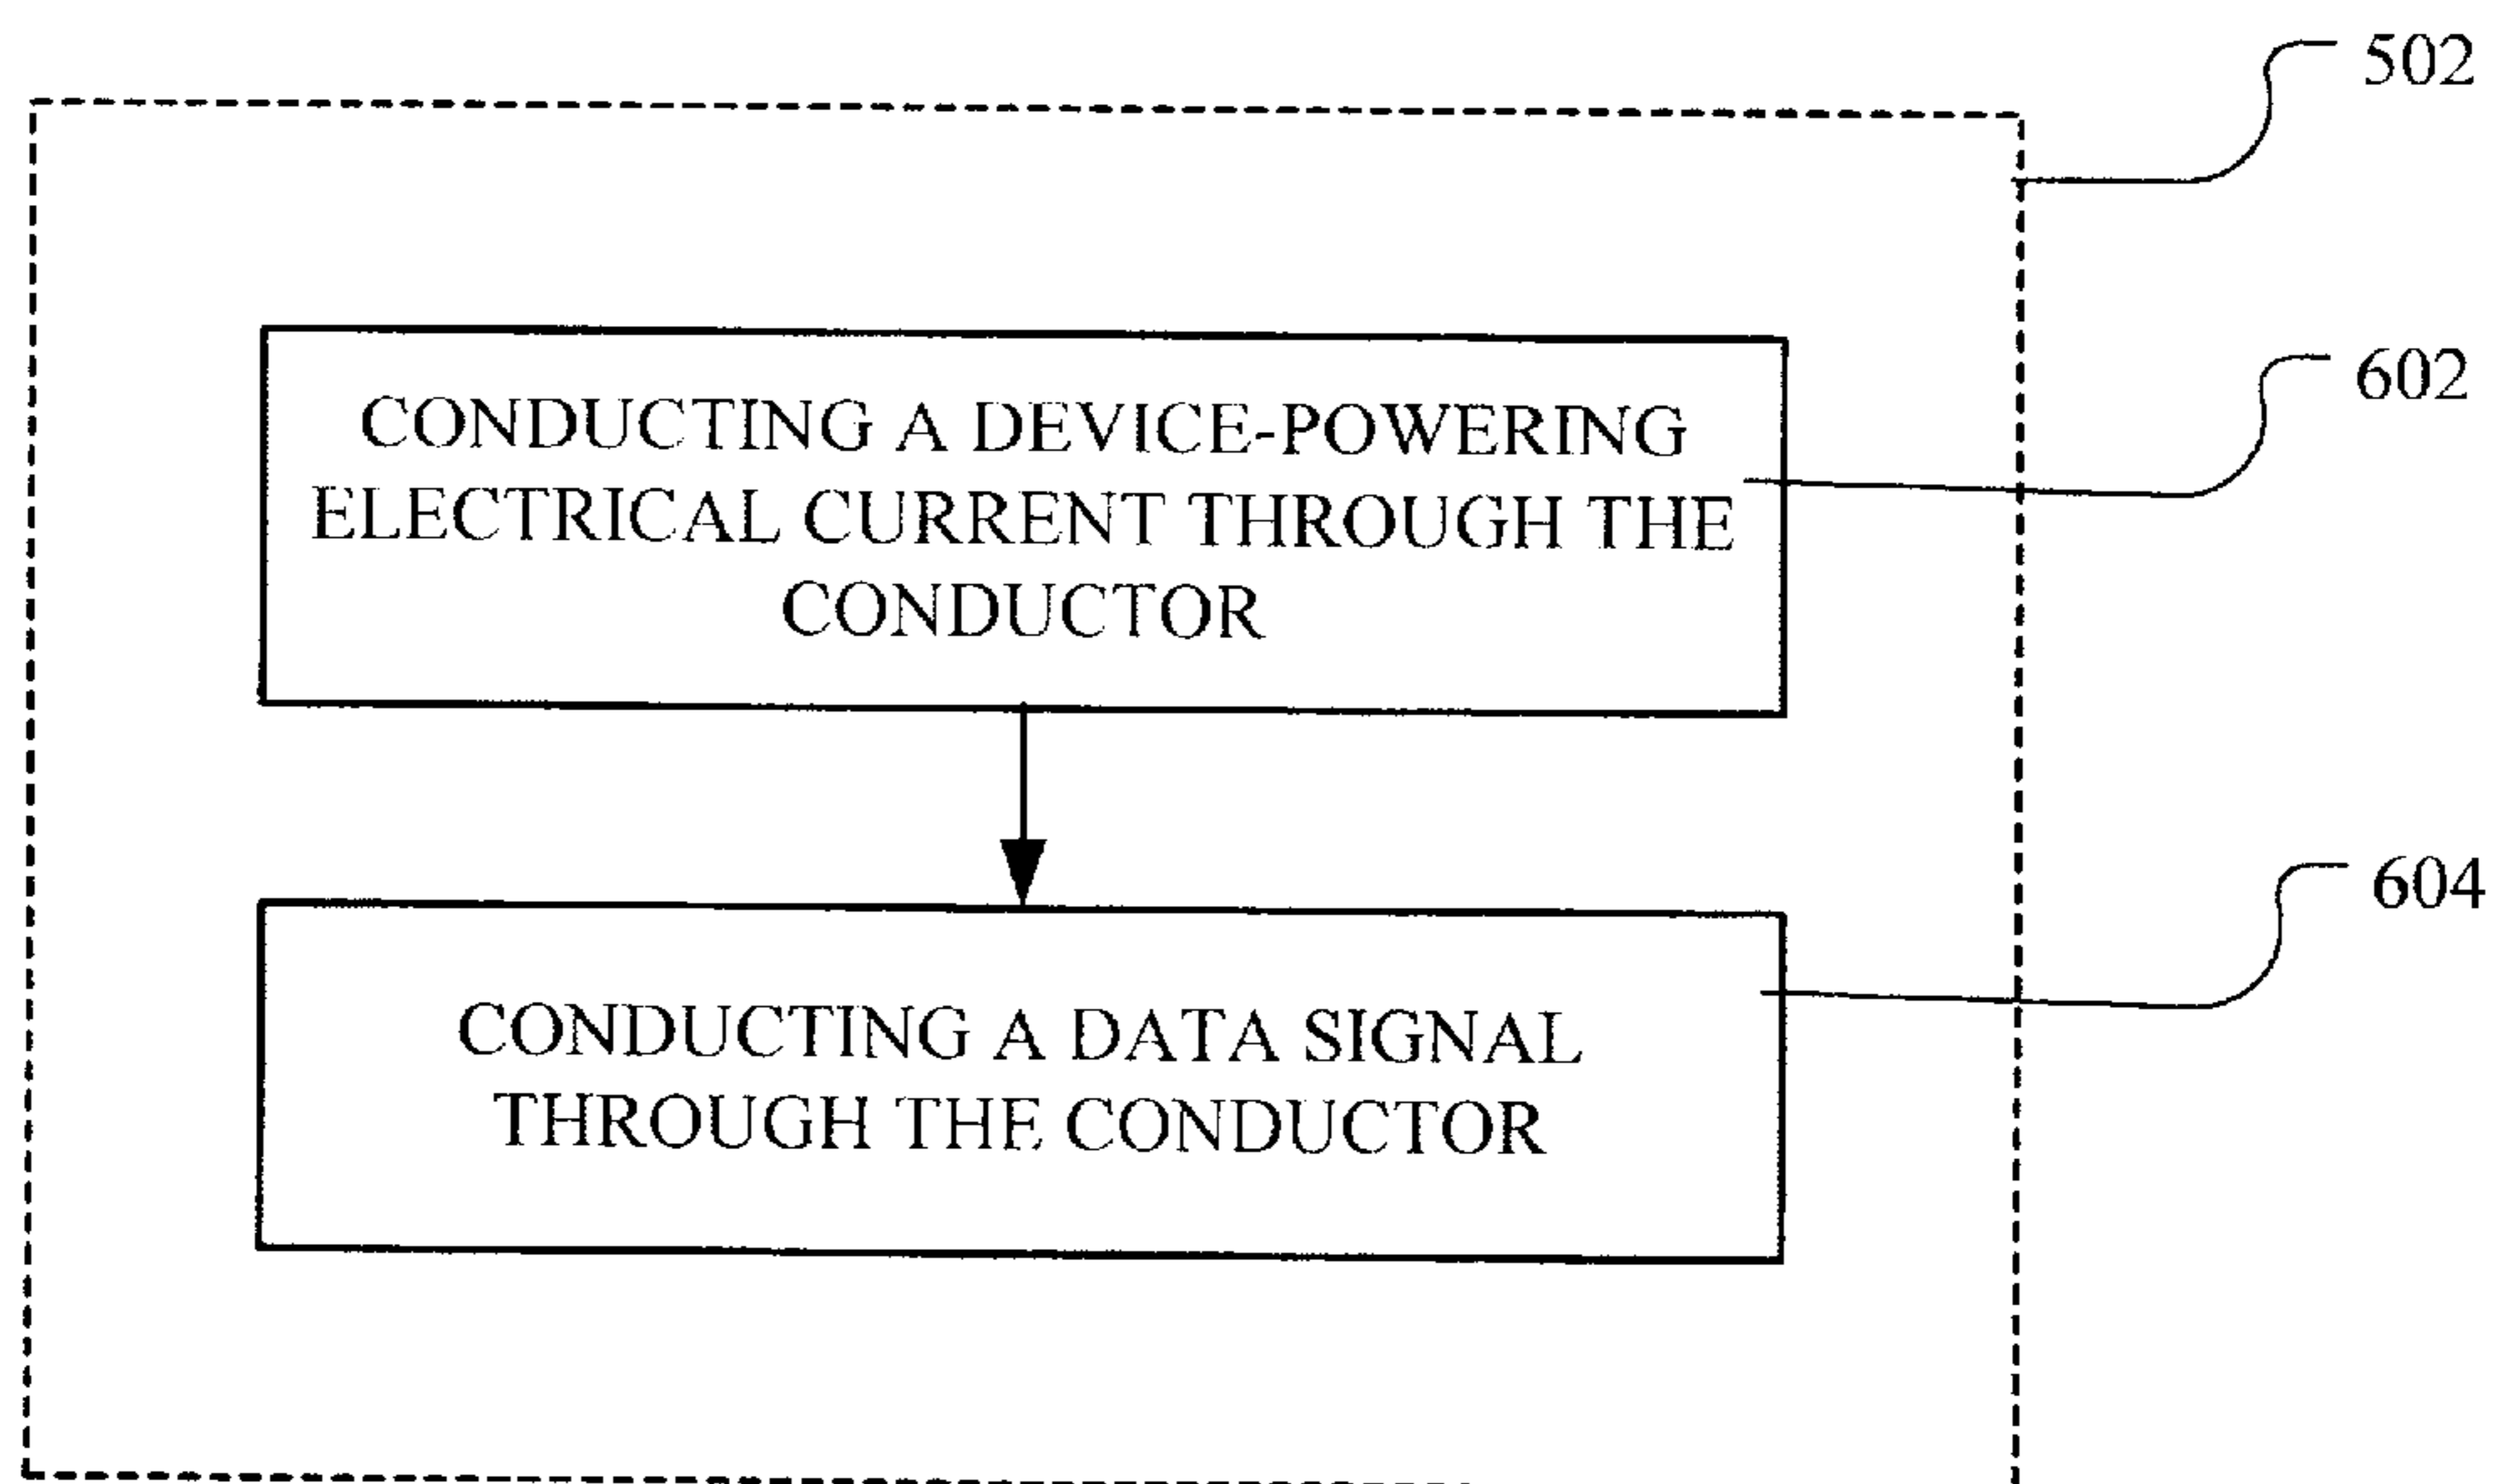 502
602
CONDUCTING A DEVICE-POWERING
ELECTRICAL CURRENT THROUGH THE
CONDUCTOR
604
CONDUCTING A DATA SIGNAL
THROUGH THE CONDUCTOR